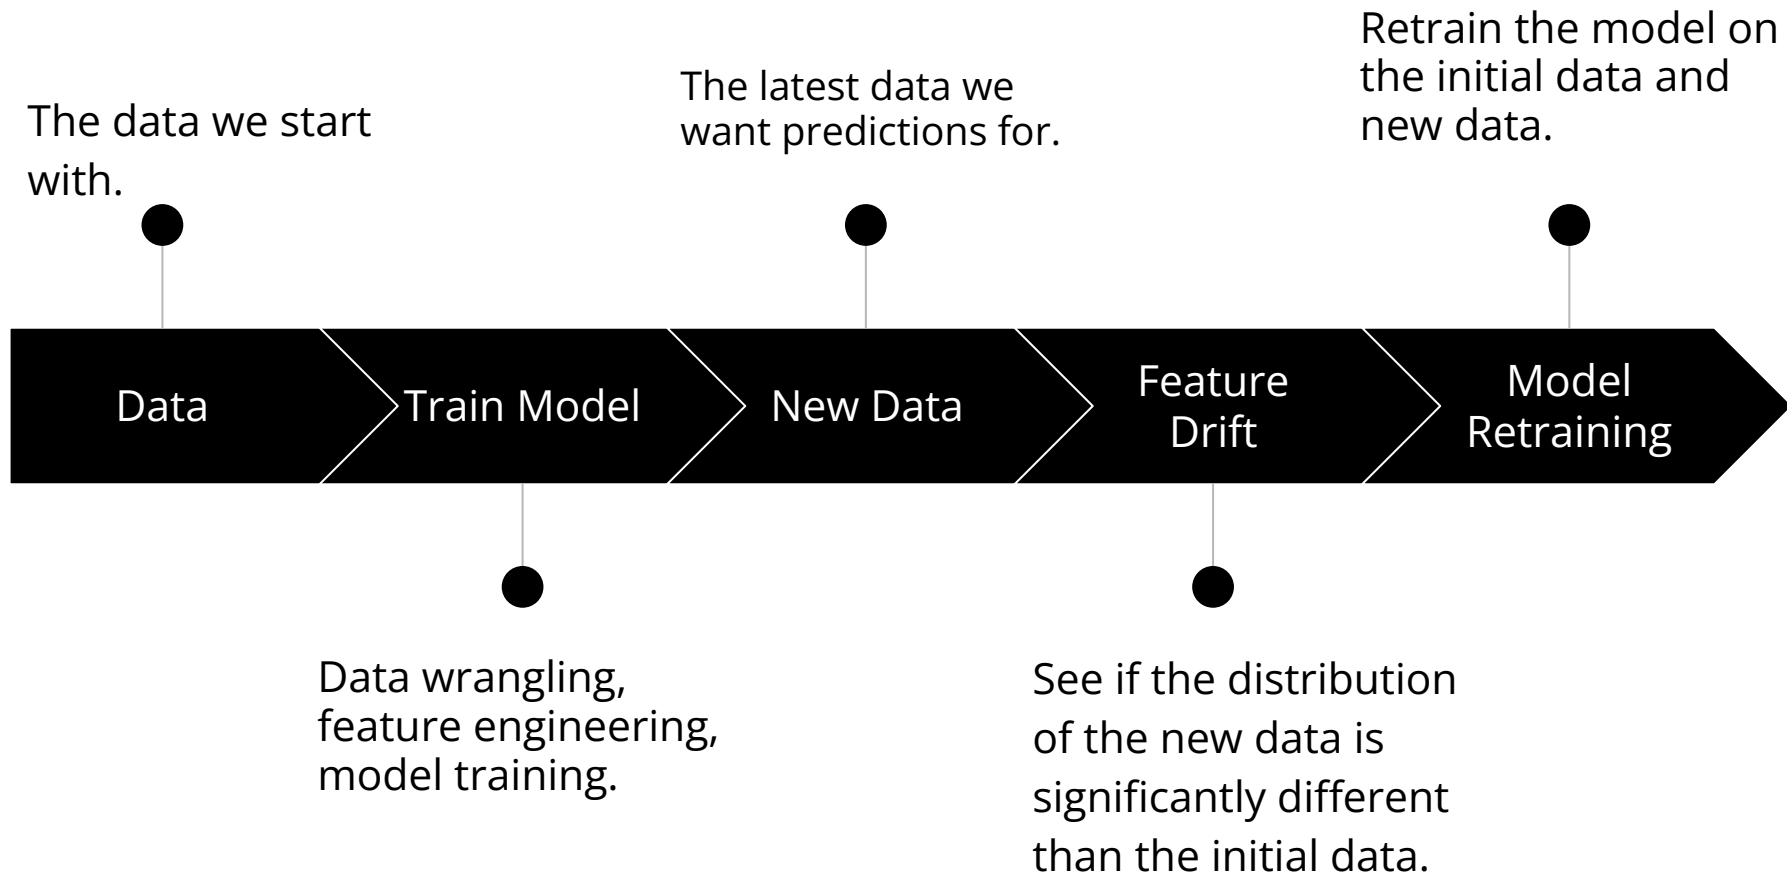 The data we start
with.
The latest data we
want predictions for.
Retrain the model on
the initial data and
new data.
Data
Train Model
New Data
Feature
Drift
Model
Retraining
Data wrangling,
feature engineering,
model training.
See if the distribution
of the new data is
significantly different
than the initial data.